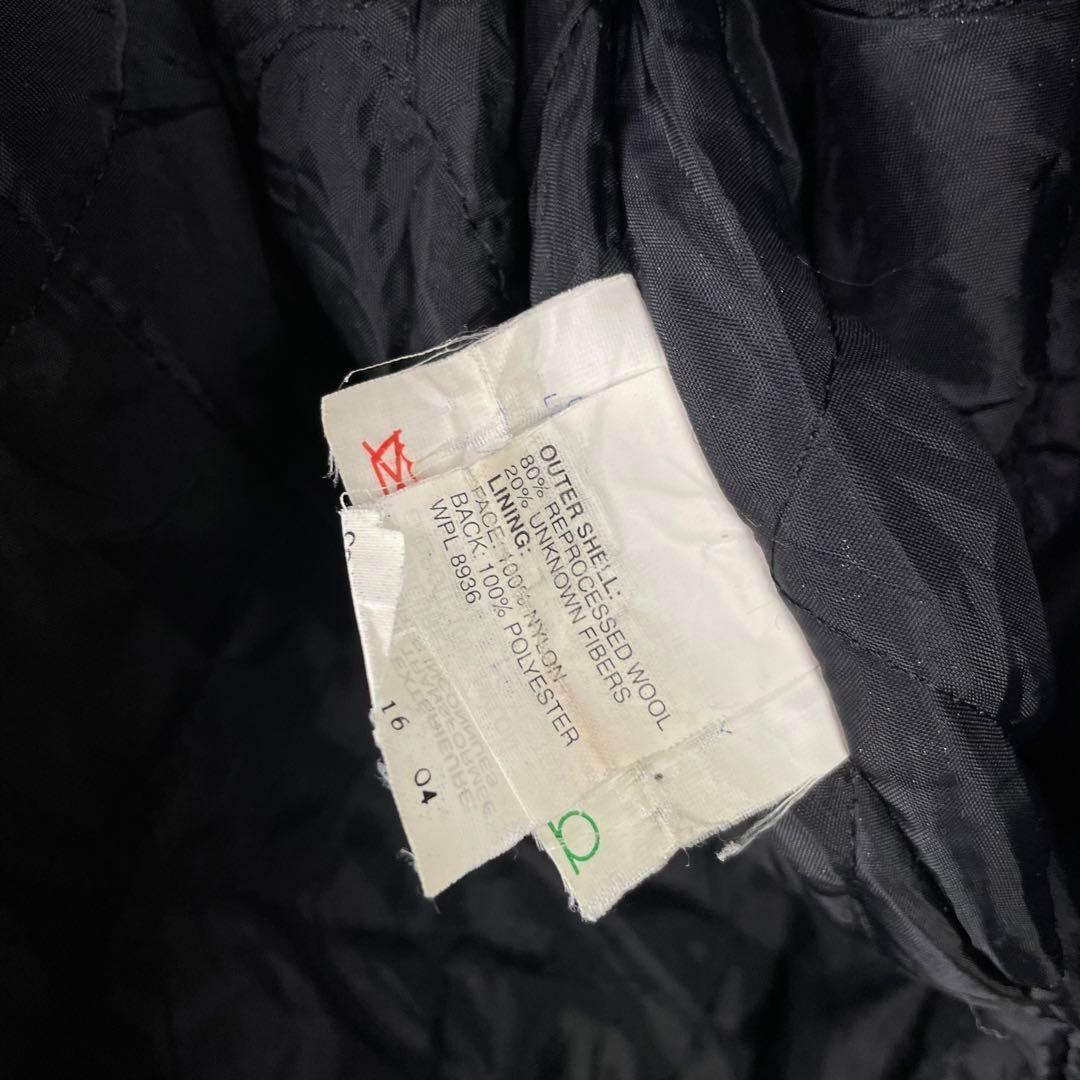 OUTER SHELL:
80% REPROCESSED WOOL
20% UNKNOWN FIBERS
LINING:
FACE: 100% NYLON
BACK: 100% POLYESTER
WPL 8936
16
04